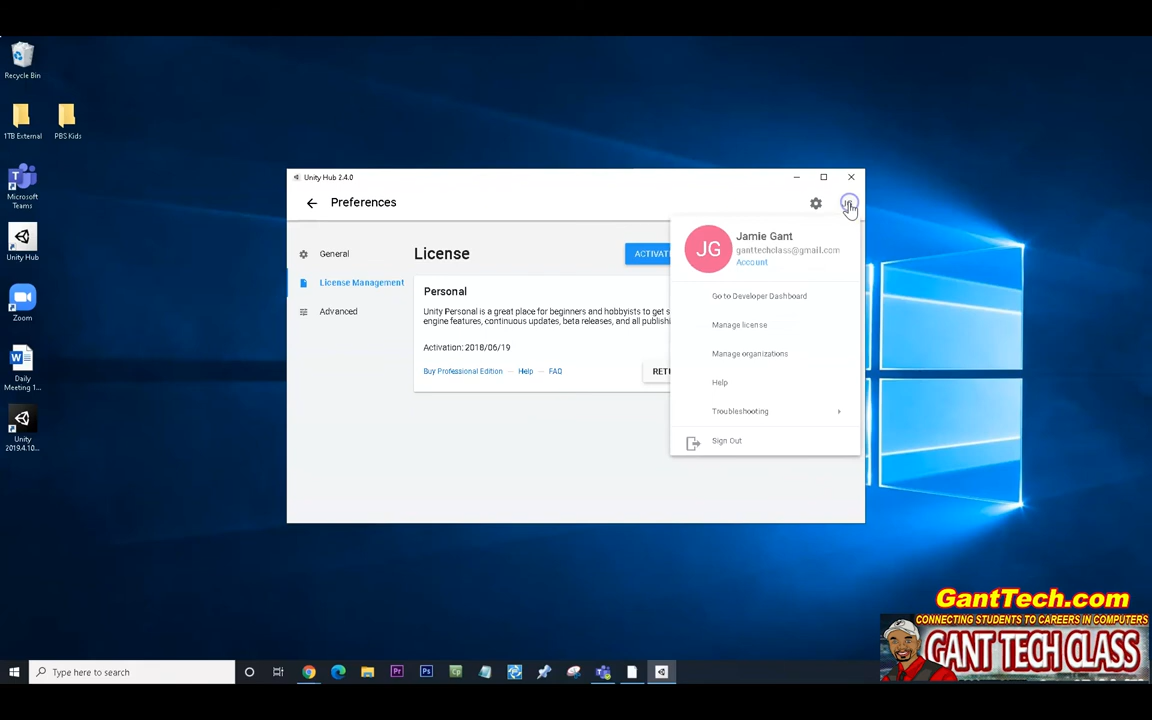 Recycle Bin
1TB External
PBS Kids
Microsoft
Teams
Unity Hub
Zoom
Daily
Meeting 1...
Unity
2019.4.10...
Unity Hub 2.4.0
Preferences
General
License Management
Advanced
License
ACTIVAT
Personal
Unity Personal is a great place for beginners and hobbyists to get s
engine features, continuous updates, beta releases, and all publishi
Activation: 2018/06/19
Buy Professional Edition — Help — FAQ
RET
JG
Jamie Gant
ganttechclass@gmail.com
Account
Go to Developer Dashboard
Manage license
Manage organizations
Help
Troubleshooting
Sign Out
GantTech.com
CONNECTING STUDENTS TO CAREERS IN COMPUTERS
GANT TECH CLASS
Type here to search